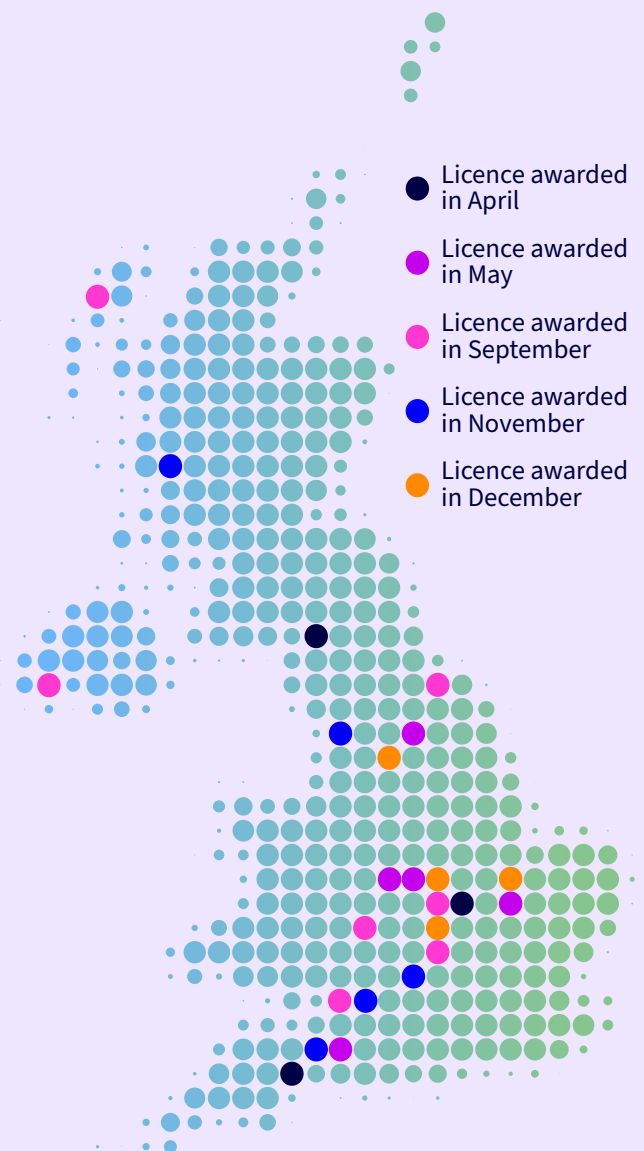 Licence awarded
in April
Licence awarded
in May
Licence awarded
in September
Licence awarded
in November
Licence awarded
in December